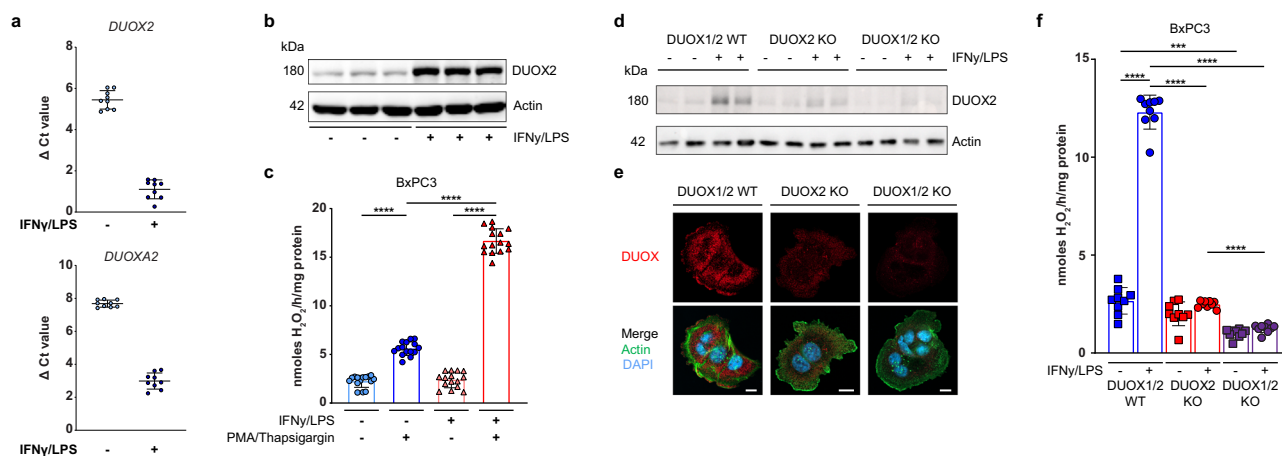 a
DUOX2
Δ Ct value
8
6
4
2
0
IFNγ/LPS - +
DUOXA2
Δ Ct value
10
8
6
4
2
0
IFNγ/LPS - +
b
kDa
180 DUOX2
42 Actin
- - - + + + IFNγ/LPS
c
BxPC3
nmoles H₂O₂/h/mg protein
20
15
10
5
0
****
**** ****
IFNγ/LPS - - + +
PMA/Thapsigargin - + - +
d
DUOX1/2 WT DUOX2 KO DUOX1/2 KO
- - + + - - + + - - + + IFNγ/LPS
kDa
180 DUOX2
42 Actin
e
DUOX1/2 WT DUOX2 KO DUOX1/2 KO
DUOX
Merge
Actin
DAPI
f
BxPC3
nmoles H₂O₂/h/mg protein
15
10
5
0
***
****
**** ****
****
IFNγ/LPS - + - + - +
DUOX1/2 DUOX2 DUOX1/2
WT KO KO